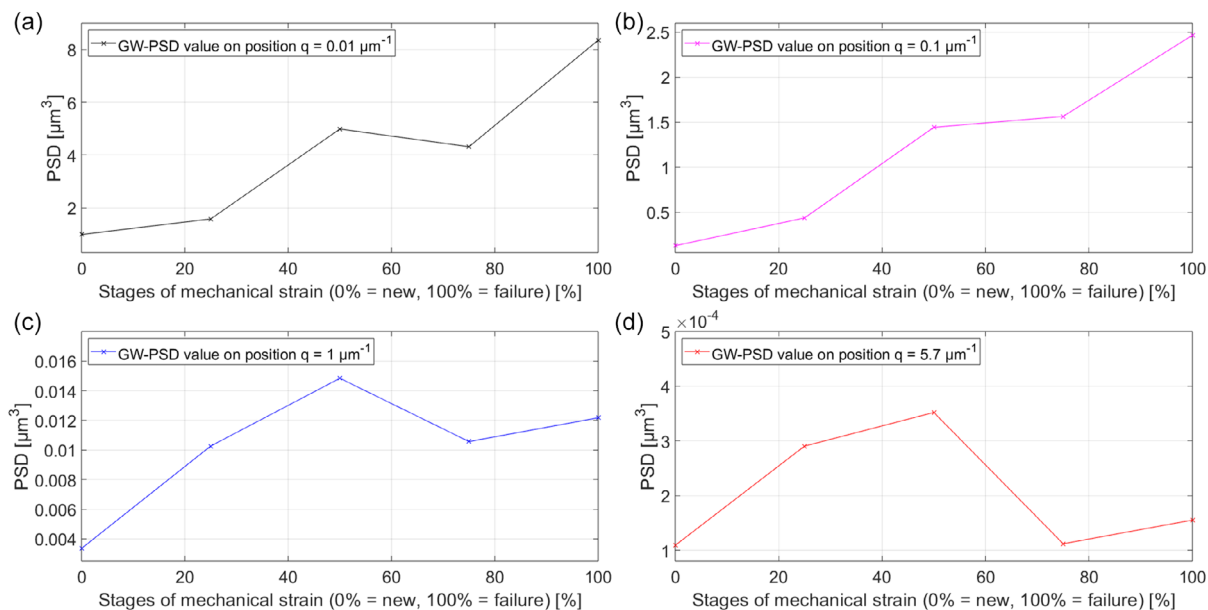 (a)
GW-PSD value on position q = 0.01 µm⁻¹
PSD [µm³]
8
6
4
2
0 20 40 60 80 100
Stages of mechanical strain (0% = new, 100% = failure) [%]
(b)
GW-PSD value on position q = 0.1 µm⁻¹
PSD [µm³]
2.5
2
1.5
1
0.5
0 20 40 60 80 100
Stages of mechanical strain (0% = new, 100% = failure) [%]
(c)
GW-PSD value on position q = 1 µm⁻¹
PSD [µm³]
0.016
0.014
0.012
0.01
0.008
0.006
0.004
0 20 40 60 80 100
Stages of mechanical strain (0% = new, 100% = failure) [%]
(d)
×10⁻⁴
GW-PSD value on position q = 5.7 µm⁻¹
PSD [µm³]
5
4
3
2
1
0 20 40 60 80 100
Stages of mechanical strain (0% = new, 100% = failure) [%]